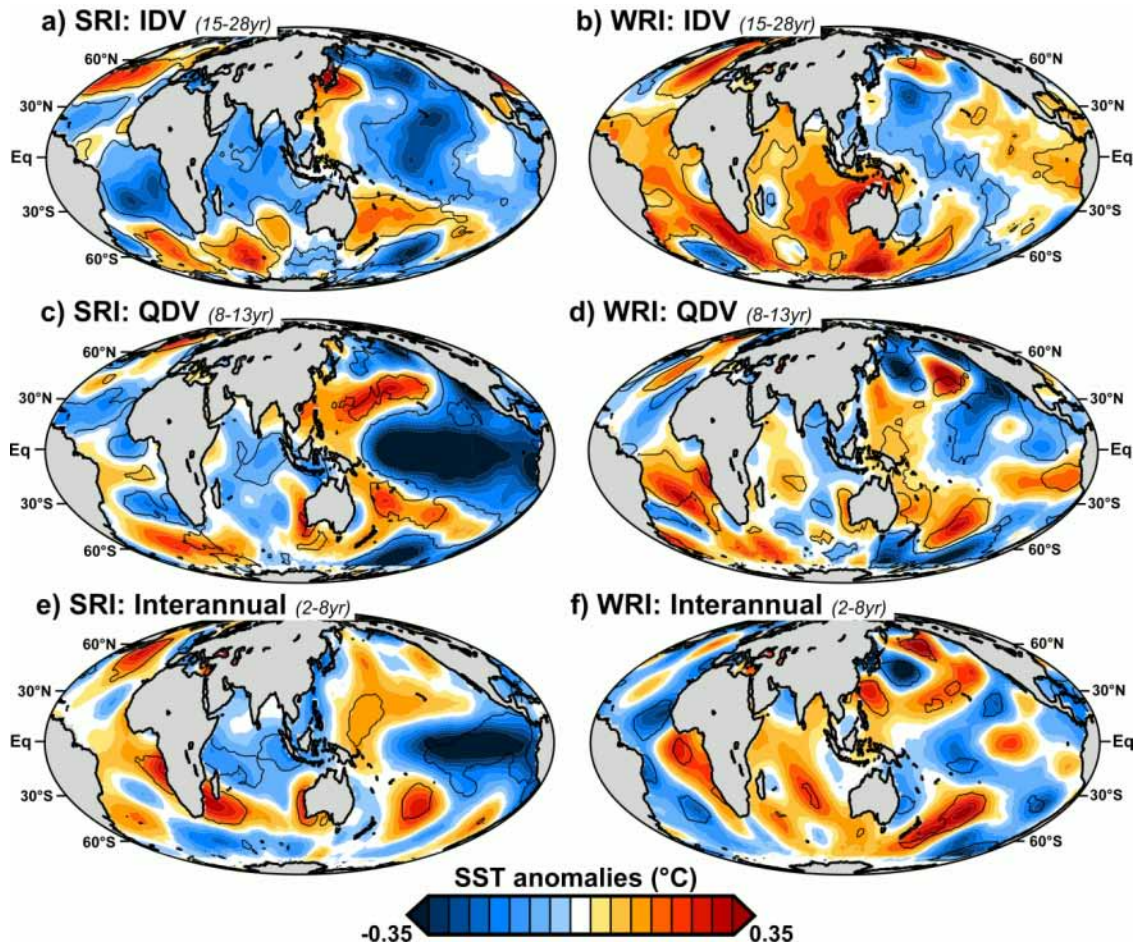 a) SRI: IDV (15-28yr)
b) WRI: IDV (15-28yr)
60°N
60°N
30°N
30°N
Eq
Eq
30°S
30°S
60°S
60°S
c) SRI: QDV (8-13yr)
d) WRI: QDV (8-13yr)
60°N
60°N
30°N
30°N
Eq
Eq
30°S
30°S
60°S
60°S
e) SRI: Interannual (2-8yr)
f) WRI: Interannual (2-8yr)
60°N
60°N
30°N
30°N
Eq
Eq
30°S
30°S
60°S
60°S
SST anomalies (°C)
-0.35
0.35